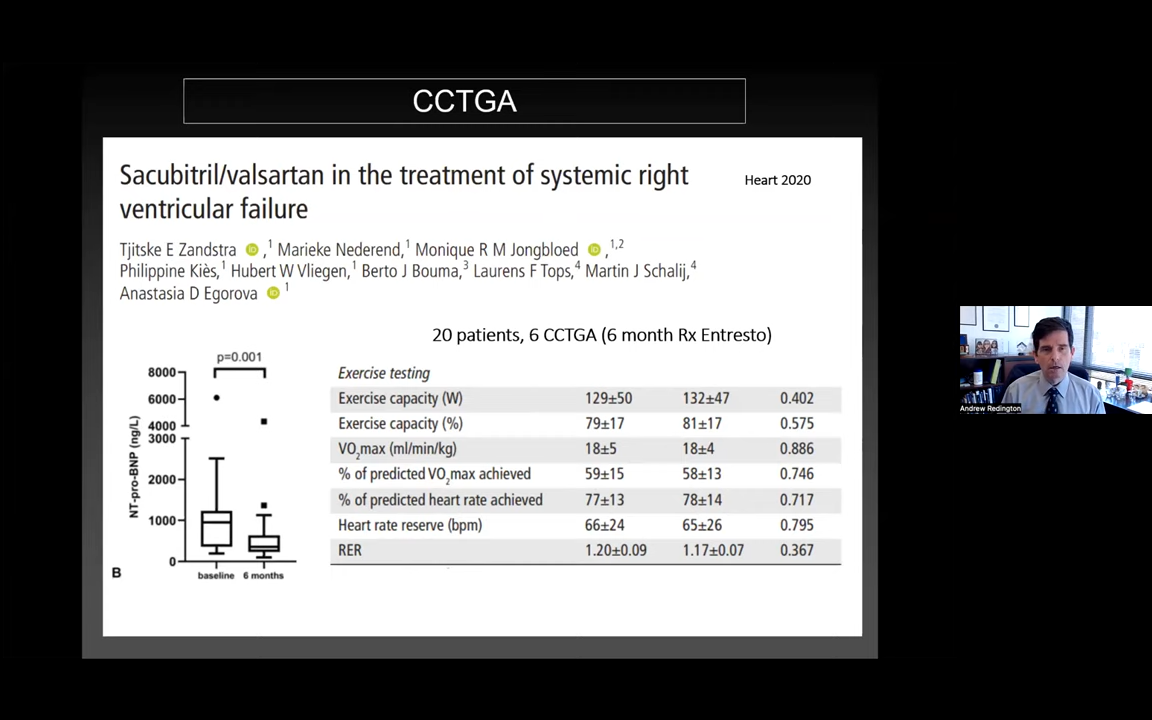 CCTGA
Sacubitril/valsartan in the treatment of systemic right
ventricular failure
Heart 2020
Tjitske E Zandstra iD ,1 Marieke Nederend,1 Monique R M Jongbloed iD ,1,2
Philippine Kiès,1 Hubert W Vliegen,1 Berto J Bouma,3 Laurens F Tops,4 Martin J Schalij,4
Anastasia D Egorova iD 1
20 patients, 6 CCTGA (6 month Rx Entresto)
p=0.001
NT-pro-BNP (ng/L)
8000
6000
4000
3000
2000
1000
0
baseline 6 months
B
Exercise testing
Exercise capacity (W) 129±50 132±47 0.402
Exercise capacity (%) 79±17 81±17 0.575
VO2max (ml/min/kg) 18±5 18±4 0.886
% of predicted VO2max achieved 59±15 58±13 0.746
% of predicted heart rate achieved 77±13 78±14 0.717
Heart rate reserve (bpm) 66±24 65±26 0.795
RER 1.20±0.09 1.17±0.07 0.367
Andrew Redington